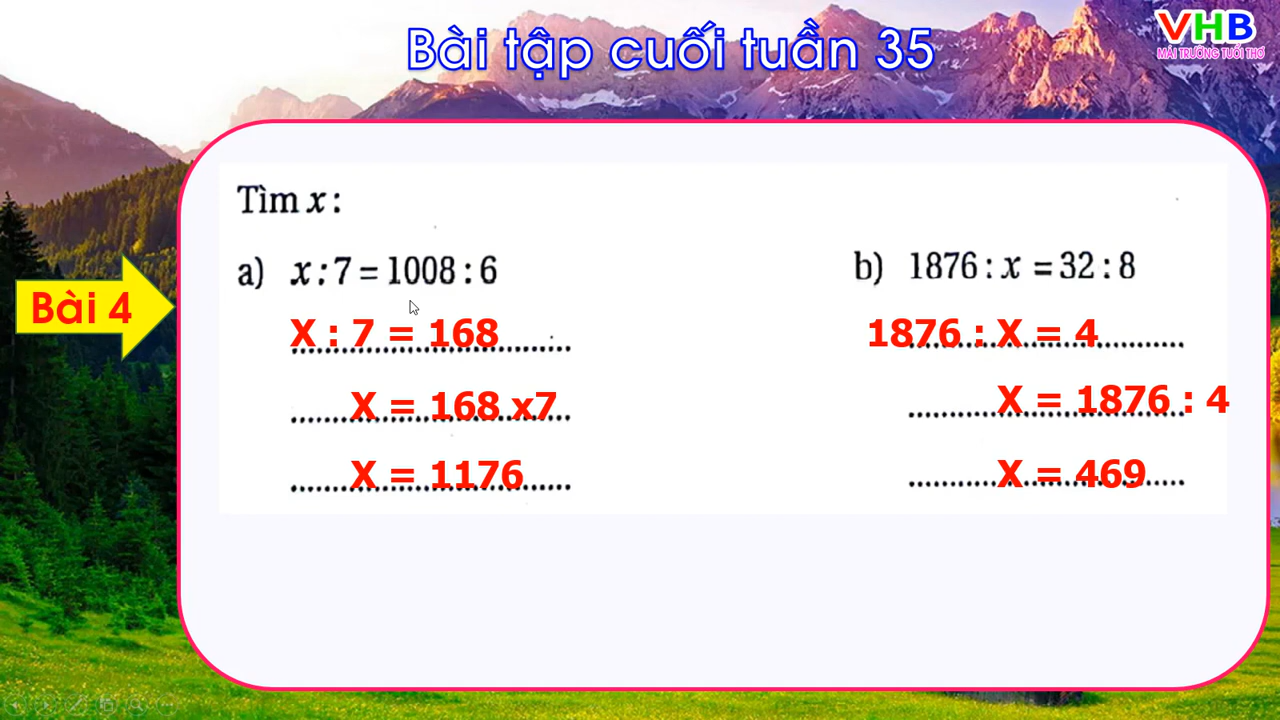 Bài tập cuối tuần 35
VHB
MÁI TRƯỜNG TUỔI THƠ
Bài 4
Tìm x :
a) x : 7 = 1008 : 6
X : 7 = 168
X = 168 x7
X = 1176
b) 1876 : x = 32 : 8
1876 : X = 4
X = 1876 : 4
X = 469